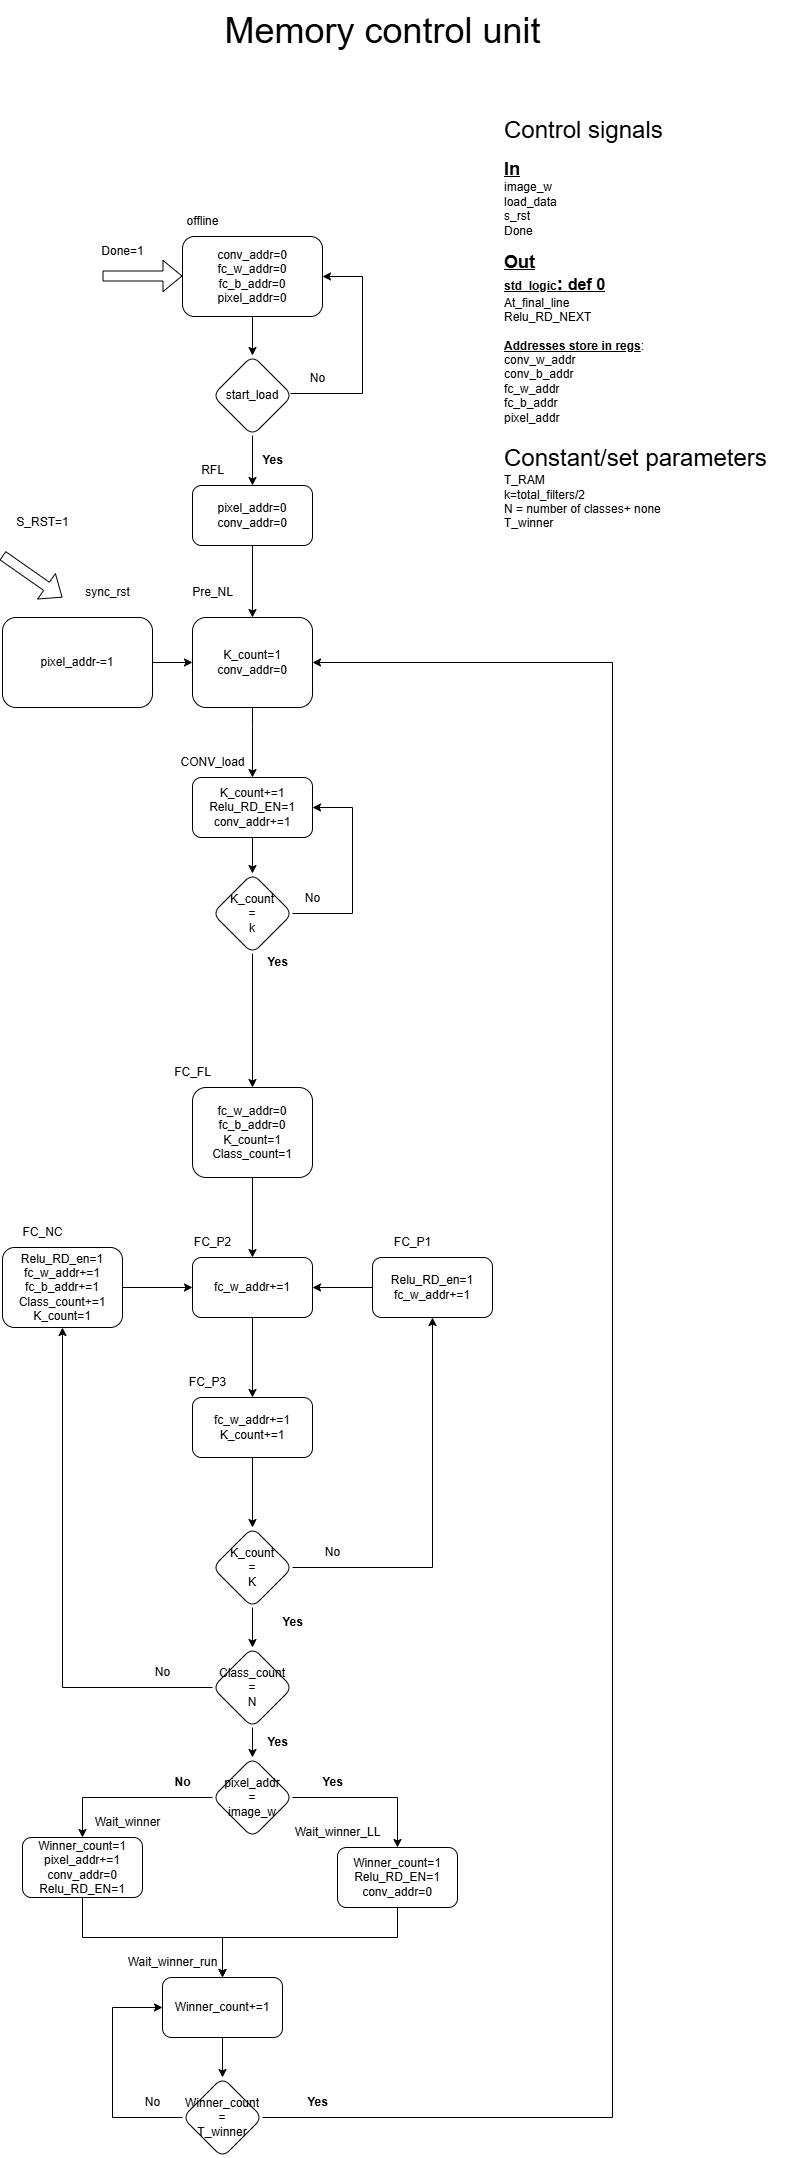 Memory control unit
Control signals
In
image_w
load_data
s_rst
Done
Out
std_logic: def 0
At_final_line
Relu_RD_NEXT
Addresses store in regs:
conv_w_addr
conv_b_addr
fc_w_addr
fc_b_addr
pixel_addr
Constant/set parameters
T_RAM
k=total_filters/2
N = number of classes+ none
T_winner
offline
Done=1
conv_addr=0
fc_w_addr=0
fc_b_addr=0
pixel_addr=0
start_load
No
Yes
RFL
pixel_addr=0
conv_addr=0
S_RST=1
sync_rst
pixel_addr-=1
Pre_NL
K_count=1
conv_addr=0
CONV_load
K_count+=1
Relu_RD_EN=1
conv_addr+=1
K_count
=
k
No
Yes
FC_FL
fc_w_addr=0
fc_b_addr=0
K_count=1
Class_count=1
FC_NC
Relu_RD_en=1
fc_w_addr+=1
fc_b_addr+=1
Class_count+=1
K_count=1
FC_P2
fc_w_addr+=1
FC_P1
Relu_RD_en=1
fc_w_addr+=1
FC_P3
fc_w_addr+=1
K_count+=1
K_count
=
K
No
Yes
Class_count
=
N
No
Yes
pixel_addr
=
image_w
No
Yes
Wait_winner
Winner_count=1
pixel_addr+=1
conv_addr=0
Relu_RD_EN=1
Wait_winner_LL
Winner_count=1
Relu_RD_EN=1
conv_addr=0
Wait_winner_run
Winner_count+=1
Winner_count
=
T_winner
No
Yes